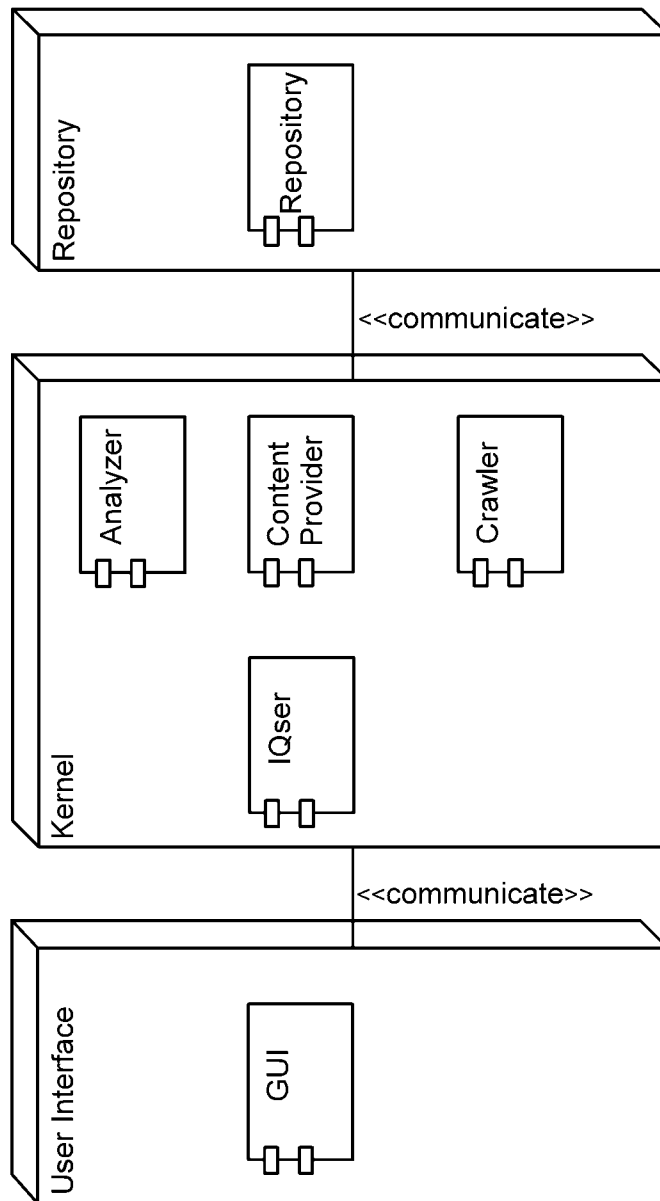 Repository
Repository
<<communicate>>
Kernel
Analyzer
Content
Provider
Crawler
IQser
<<communicate>>
User Interface
GUI